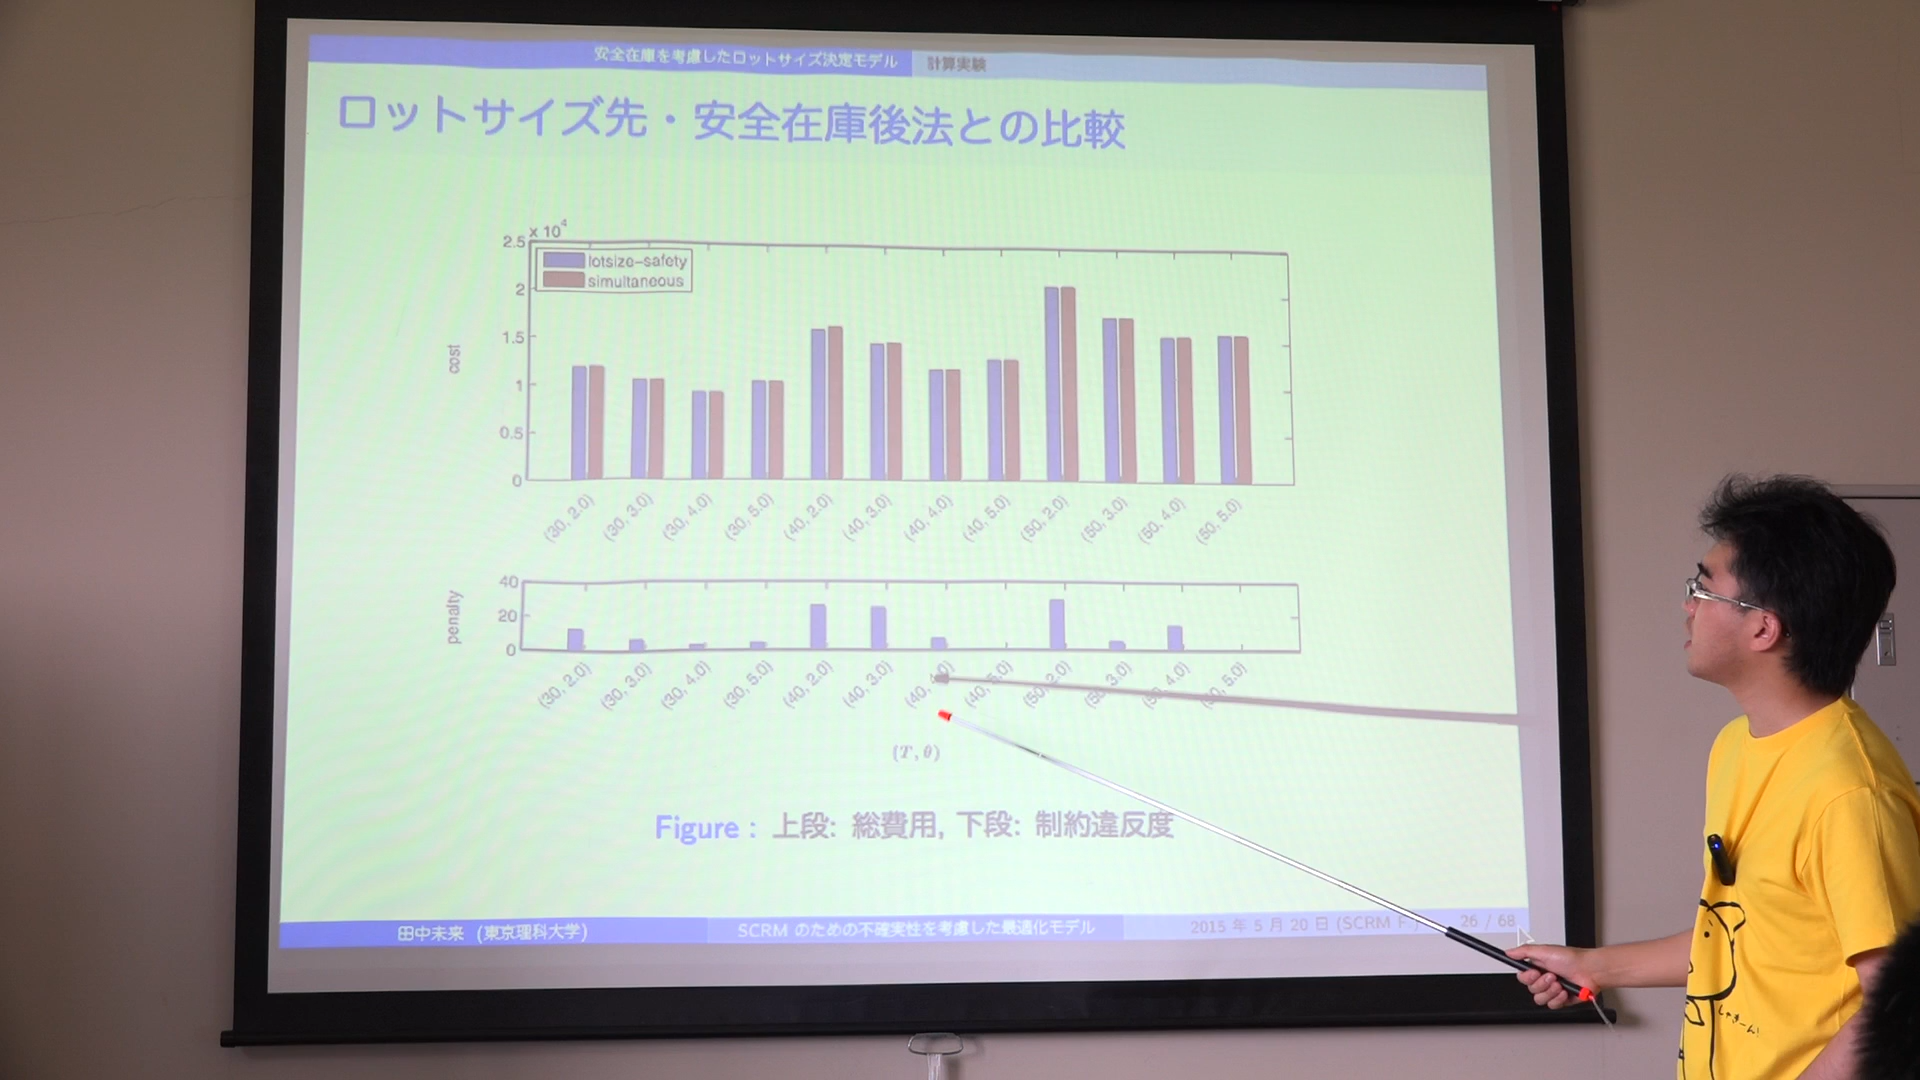 安全在庫を考慮したロットサイズ決定モデル 計算実験
ロットサイズ先・安全在庫後法との比較
x 10⁴
2.5
lotsize-safety
simultaneous
2
1.5
cost
1
0.5
0
(30, 2.0) (30, 3.0) (30, 4.0) (30, 5.0) (40, 2.0) (40, 3.0) (40, 4.0) (40, 5.0) (50, 2.0) (50, 3.0) (50, 4.0) (50, 5.0)
40
penalty
20
0
(30, 2.0) (30, 3.0) (30, 4.0) (30, 5.0) (40, 2.0) (40, 3.0)
(T, θ)
Figure : 上段: 総費用, 下段: 制約違反度
田中未来 (東京理科大学) SCRM のための不確実性を考慮した最適化モデル 2015 年 5 月 20 日 (SCRM F.) 26 / 68
しゃきーん!